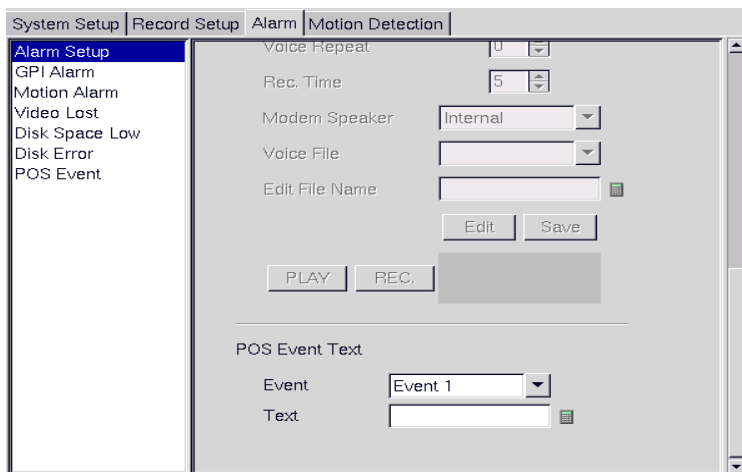 System Setup Record Setup Alarm Motion Detection
Alarm Setup
GPI Alarm
Motion Alarm
Video Lost
Disk Space Low
Disk Error
POS Event
Voice Repeat 0
Rec. Time 5
Modem Speaker Internal
Voice File
Edit File Name
Edit Save
PLAY REC.
POS Event Text
Event Event 1
Text